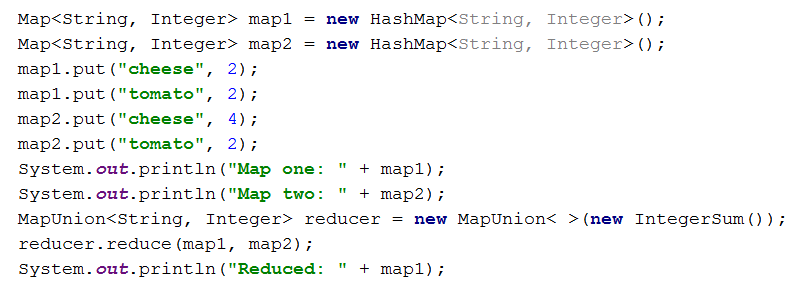 Map<String, Integer> map1 = new HashMap<String, Integer>();
Map<String, Integer> map2 = new HashMap<String, Integer>();
map1.put("cheese", 2);
map1.put("tomato", 2);
map2.put("cheese", 4);
map2.put("tomato", 2);
System.out.println("Map one: " + map1);
System.out.println("Map two: " + map2);
MapUnion<String, Integer> reducer = new MapUnion< >(new IntegerSum());
reducer.reduce(map1, map2);
System.out.println("Reduced: " + map1);